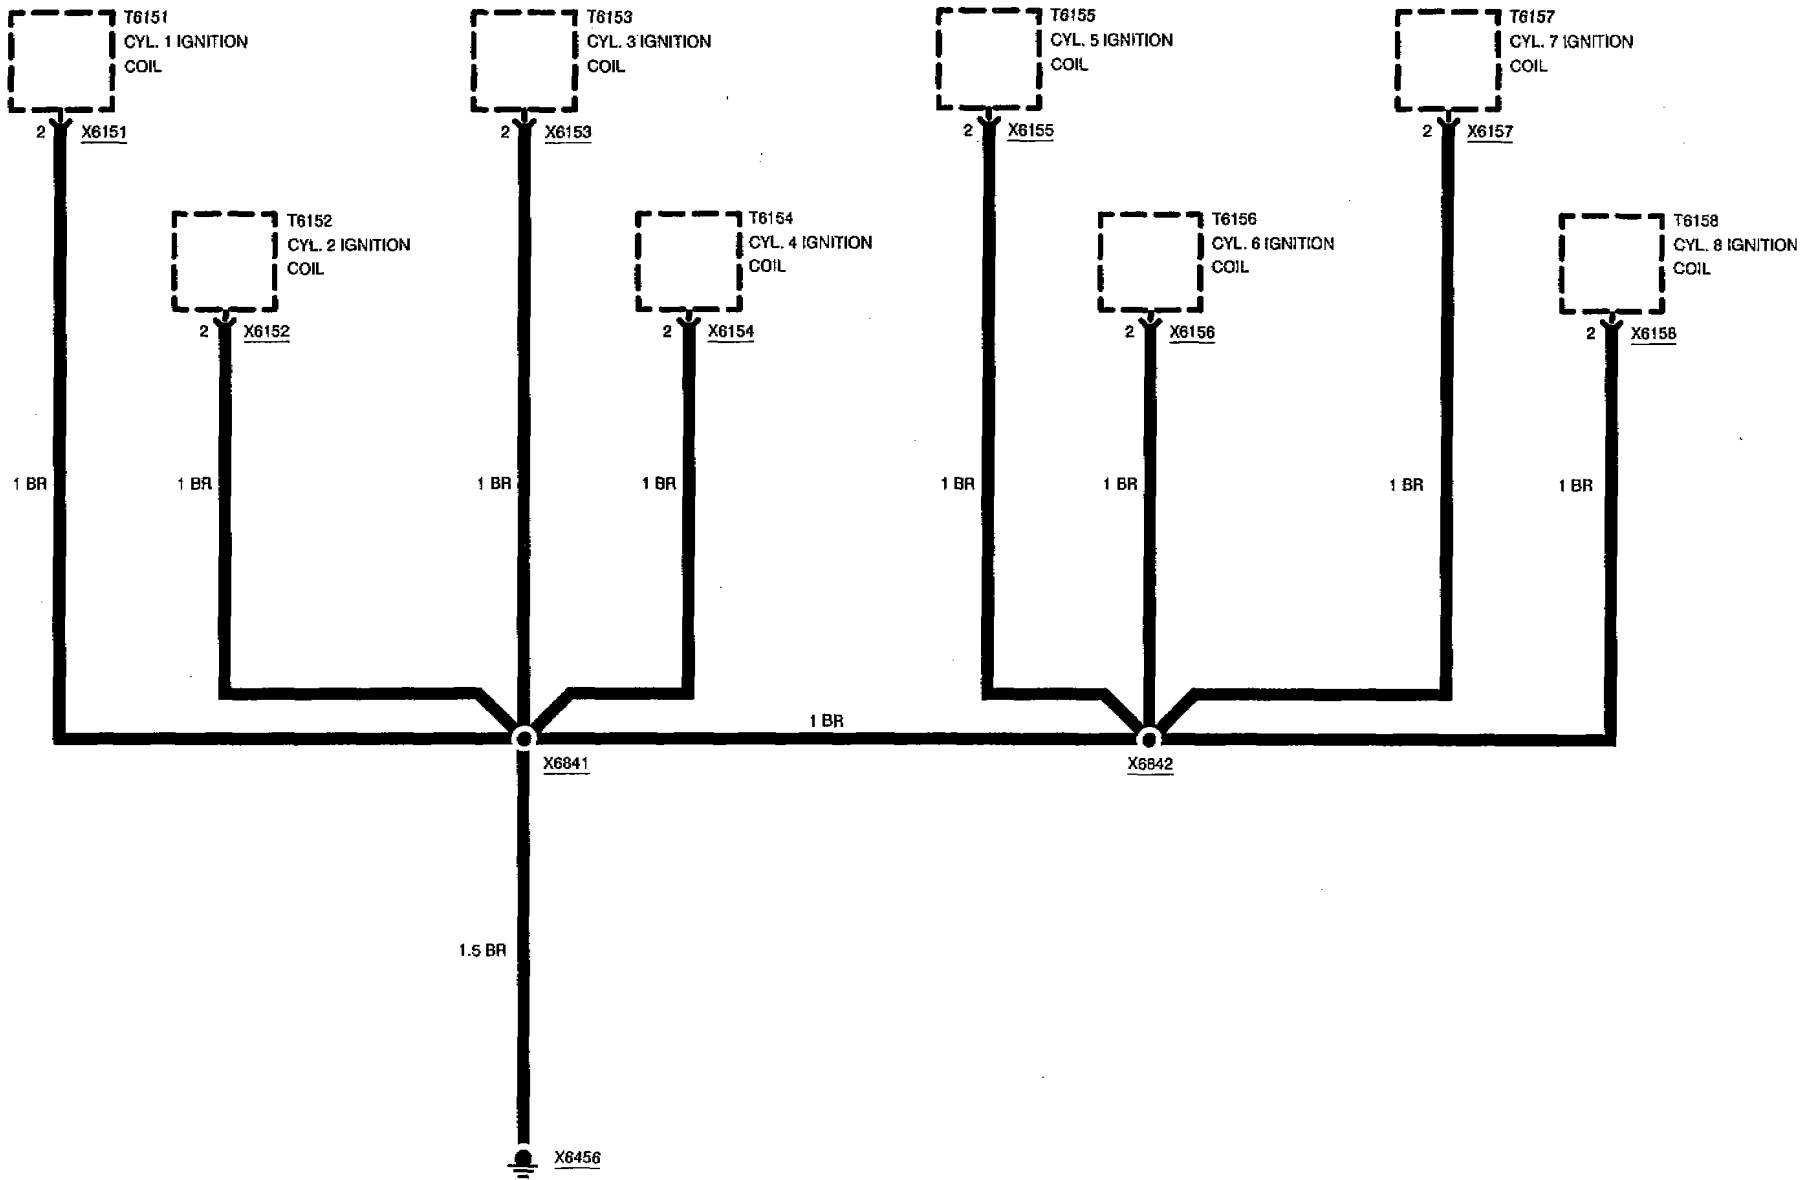 T6151
CYL. 1 IGNITION
COIL
2
X6151
T6153
CYL. 3 IGNITION
COIL
2
X6153
T6155
CYL. 5 IGNITION
COIL
2
X6155
T6157
CYL. 7 IGNITION
COIL
2
X6157
T6152
CYL. 2 IGNITION
COIL
2
X6152
T6154
CYL. 4 IGNITION
COIL
2
X6154
T6156
CYL. 6 IGNITION
COIL
2
X6156
T6158
CYL. 8 IGNITION
COIL
2
X6158
1 BR
1 BR
1 BR
1 BR
1 BR
1 BR
1 BR
1 BR
1 BR
X6841
X6842
1.5 BR
X6456